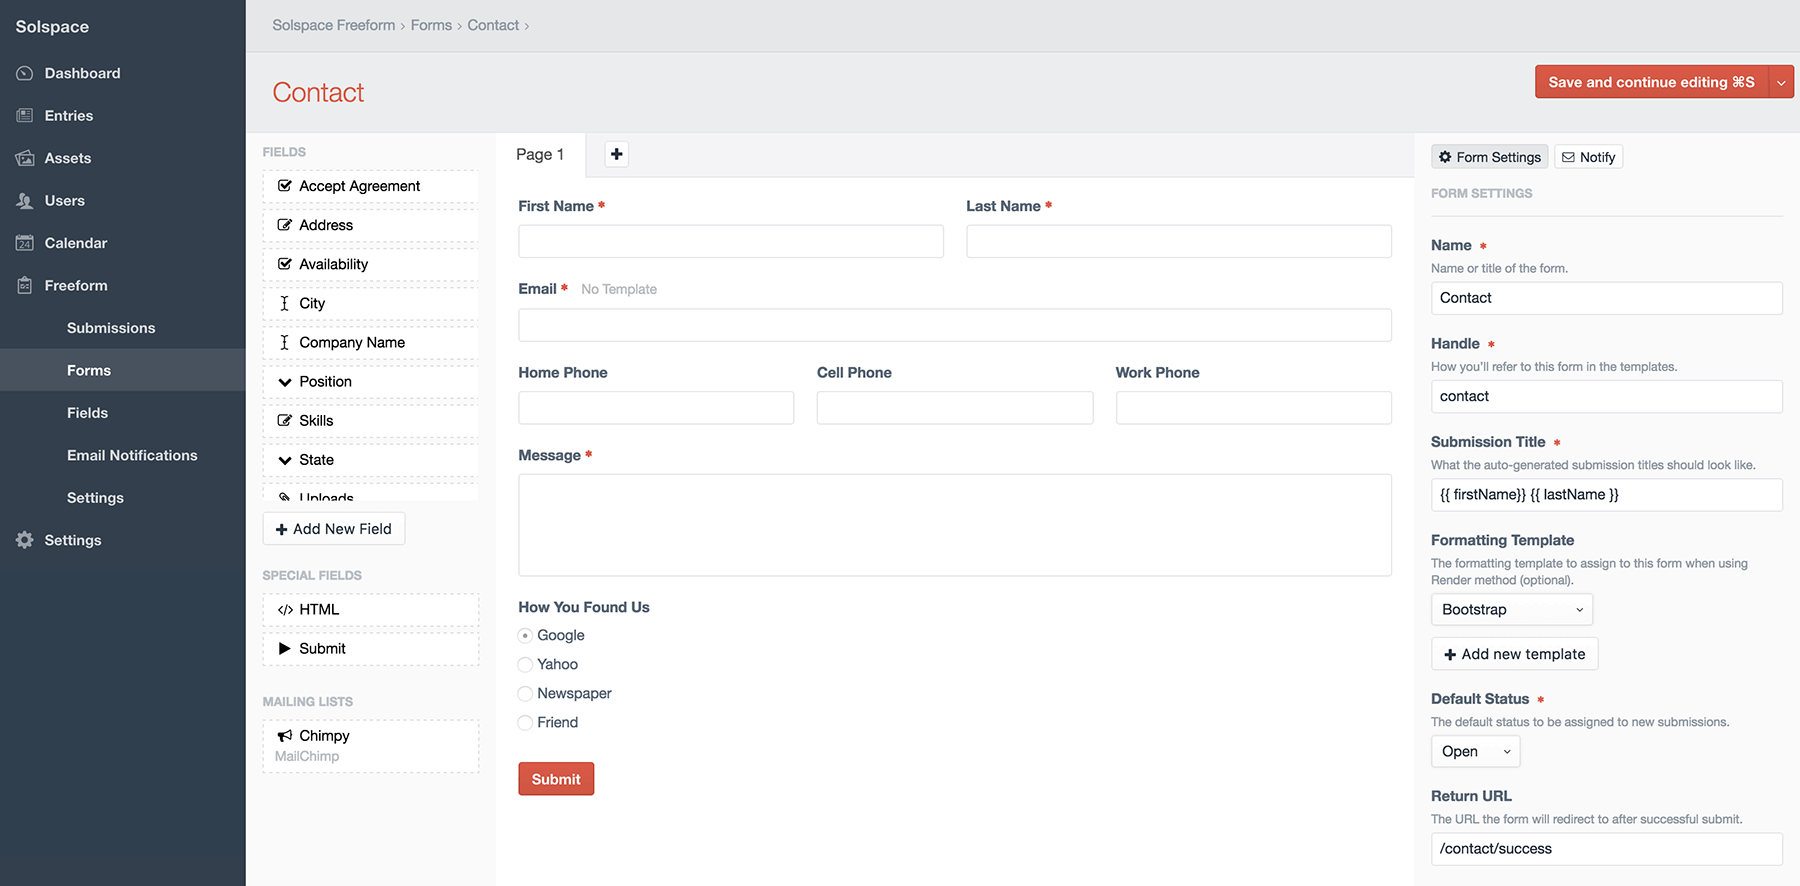 Solspace
Dashboard
Entries
Assets
Users
24
Calendar
Freeform
Submissions
Forms
Fields
Email Notifications
Settings
Settings
Solspace Freeform › Forms › Contact ›
Contact
Save and continue editing ⌘S
FIELDS
Accept Agreement
Address
Availability
City
Company Name
Position
Skills
State
Uploads
Add New Field
SPECIAL FIELDS
HTML
Submit
MAILING LISTS
Chimpy
MailChimp
Page 1
First Name *
Last Name *
Email * No Template
Home Phone
Cell Phone
Work Phone
Message *
How You Found Us
Google
Yahoo
Newspaper
Friend
Submit
Form Settings
Notify
FORM SETTINGS
Name *
Name or title of the form.
Contact
Handle *
How you’ll refer to this form in the templates.
contact
Submission Title *
What the auto-generated submission titles should look like.
{{ firstName}} {{ lastName }}
Formatting Template
The formatting template to assign to this form when using
Render method (optional).
Bootstrap
Add new template
Default Status *
The default status to be assigned to new submissions.
Open
Return URL
The URL the form will redirect to after successful submit.
/contact/success